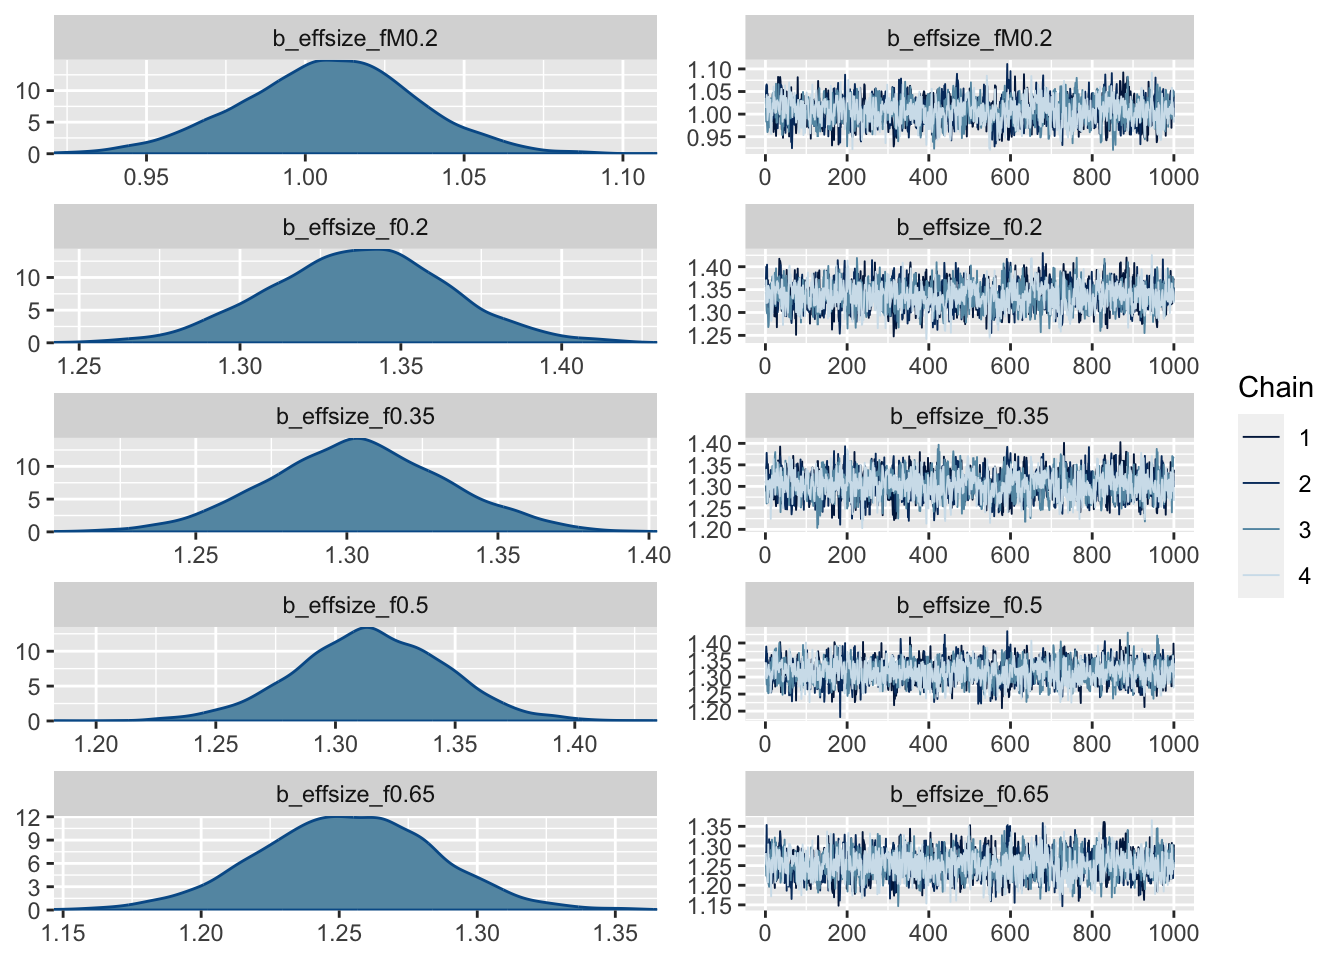 b_effsize_fM0.2
10
5
0
0.95 1.00 1.05 1.10
b_effsize_fM0.2
1.10
1.05
1.00
0.95
0 200 400 600 800 1000
b_effsize_f0.2
10
5
0
1.25 1.30 1.35 1.40
b_effsize_f0.2
1.40
1.35
1.30
1.25
0 200 400 600 800 1000
b_effsize_f0.35
10
5
0
1.25 1.30 1.35 1.40
b_effsize_f0.35
1.40
1.35
1.30
1.25
1.20
0 200 400 600 800 1000
b_effsize_f0.5
10
5
0
1.20 1.25 1.30 1.35 1.40
b_effsize_f0.5
1.40
1.35
1.30
1.25
1.20
0 200 400 600 800 1000
b_effsize_f0.65
12
9
6
3
0
1.15 1.20 1.25 1.30 1.35
b_effsize_f0.65
1.35
1.30
1.25
1.20
1.15
0 200 400 600 800 1000
Chain
1
2
3
4